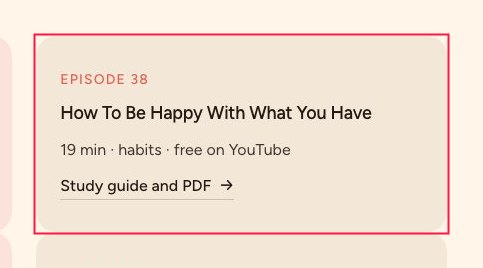 EPISODE 38
How To Be Happy With What You Have
19 min · habits · free on YouTube
Study guide and PDF →